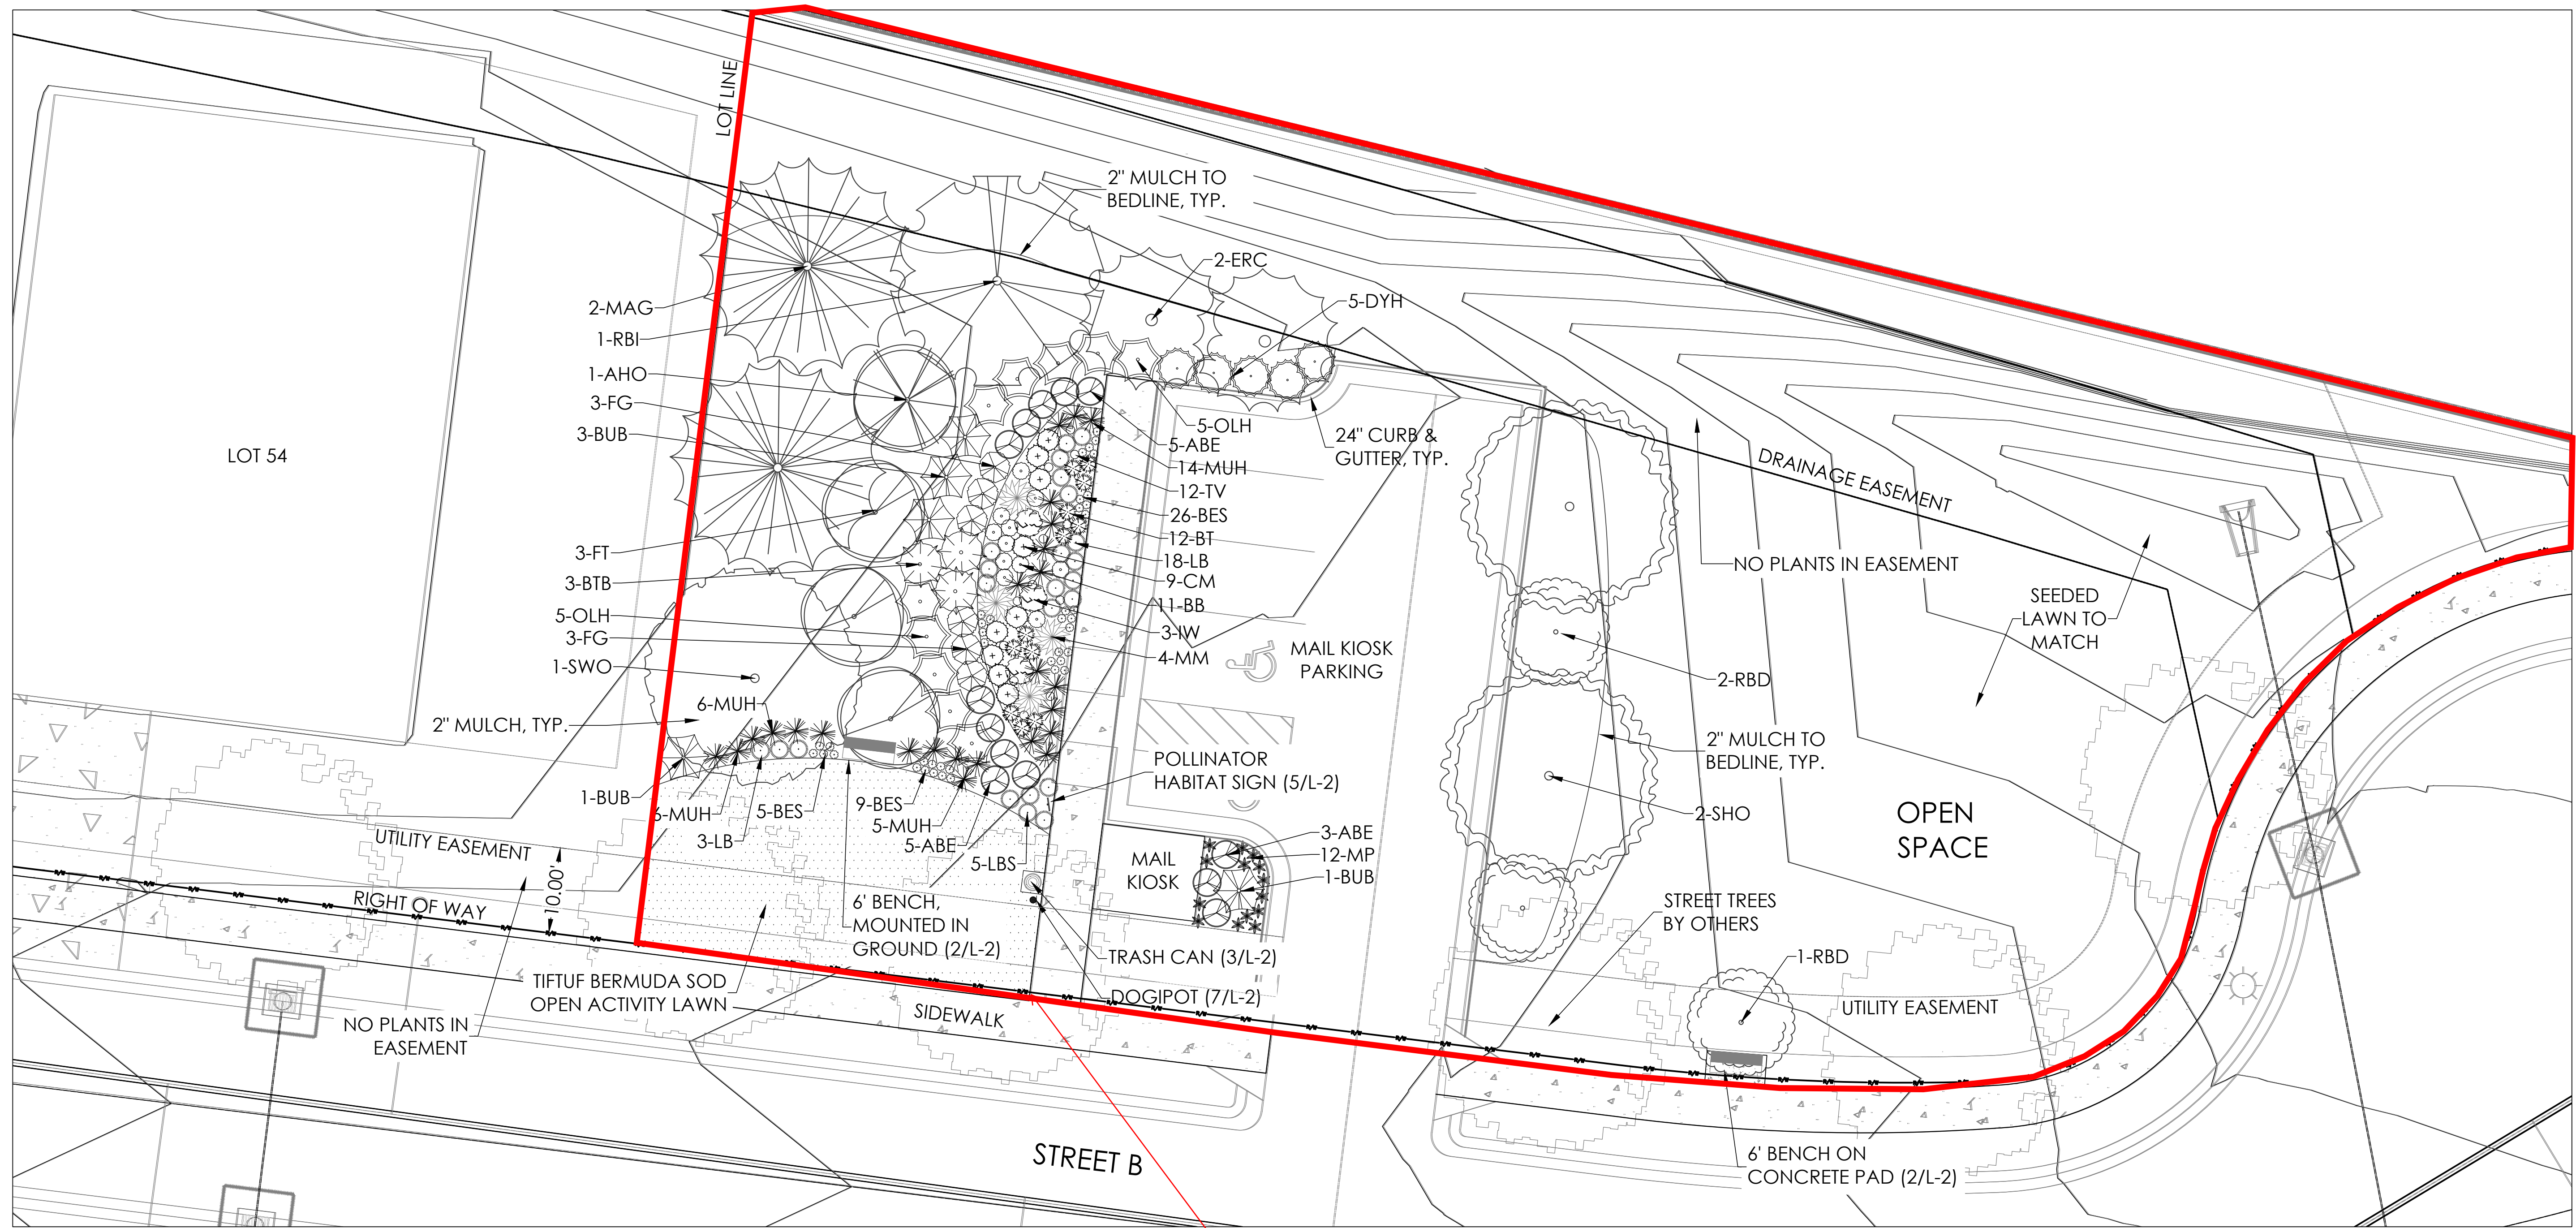 LOT LINE
2" MULCH TO
BEDLINE, TYP.
2-ERC
5-DYH
2-MAG
1-RBI
1-AHO
3-FG
3-BUB
LOT 54
5-OLH
5-ABE
14-MUH
12-TV
26-BES
12-BT
18-LB
9-CM
11-BB
3-IW
4-MM
24" CURB &
GUTTER, TYP.
DRAINAGE EASEMENT
NO PLANTS IN EASEMENT
SEEDED
LAWN TO
MATCH
3-FT
3-BTB
5-OLH
3-FG
1-SWO
6-MUH
2" MULCH, TYP.
MAIL KIOSK
PARKING
2-RBD
2" MULCH TO
BEDLINE, TYP.
POLLINATOR
HABITAT SIGN (5/L-2)
2-SHO
OPEN
SPACE
1-BUB
6-MUH
3-LB
5-BES
9-BES
5-MUH
5-ABE
5-LBS
MAIL
KIOSK
3-ABE
12-MP
1-BUB
UTILITY EASEMENT
10.00'
RIGHT OF WAY
6' BENCH,
MOUNTED IN
GROUND (2/L-2)
STREET TREES
BY OTHERS
TRASH CAN (3/L-2)
1-RBD
TIFTUF BERMUDA SOD
OPEN ACTIVITY LAWN
DOGIPOT (7/L-2)
UTILITY EASEMENT
SIDEWALK
NO PLANTS IN
EASEMENT
STREET B
6' BENCH ON
CONCRETE PAD (2/L-2)